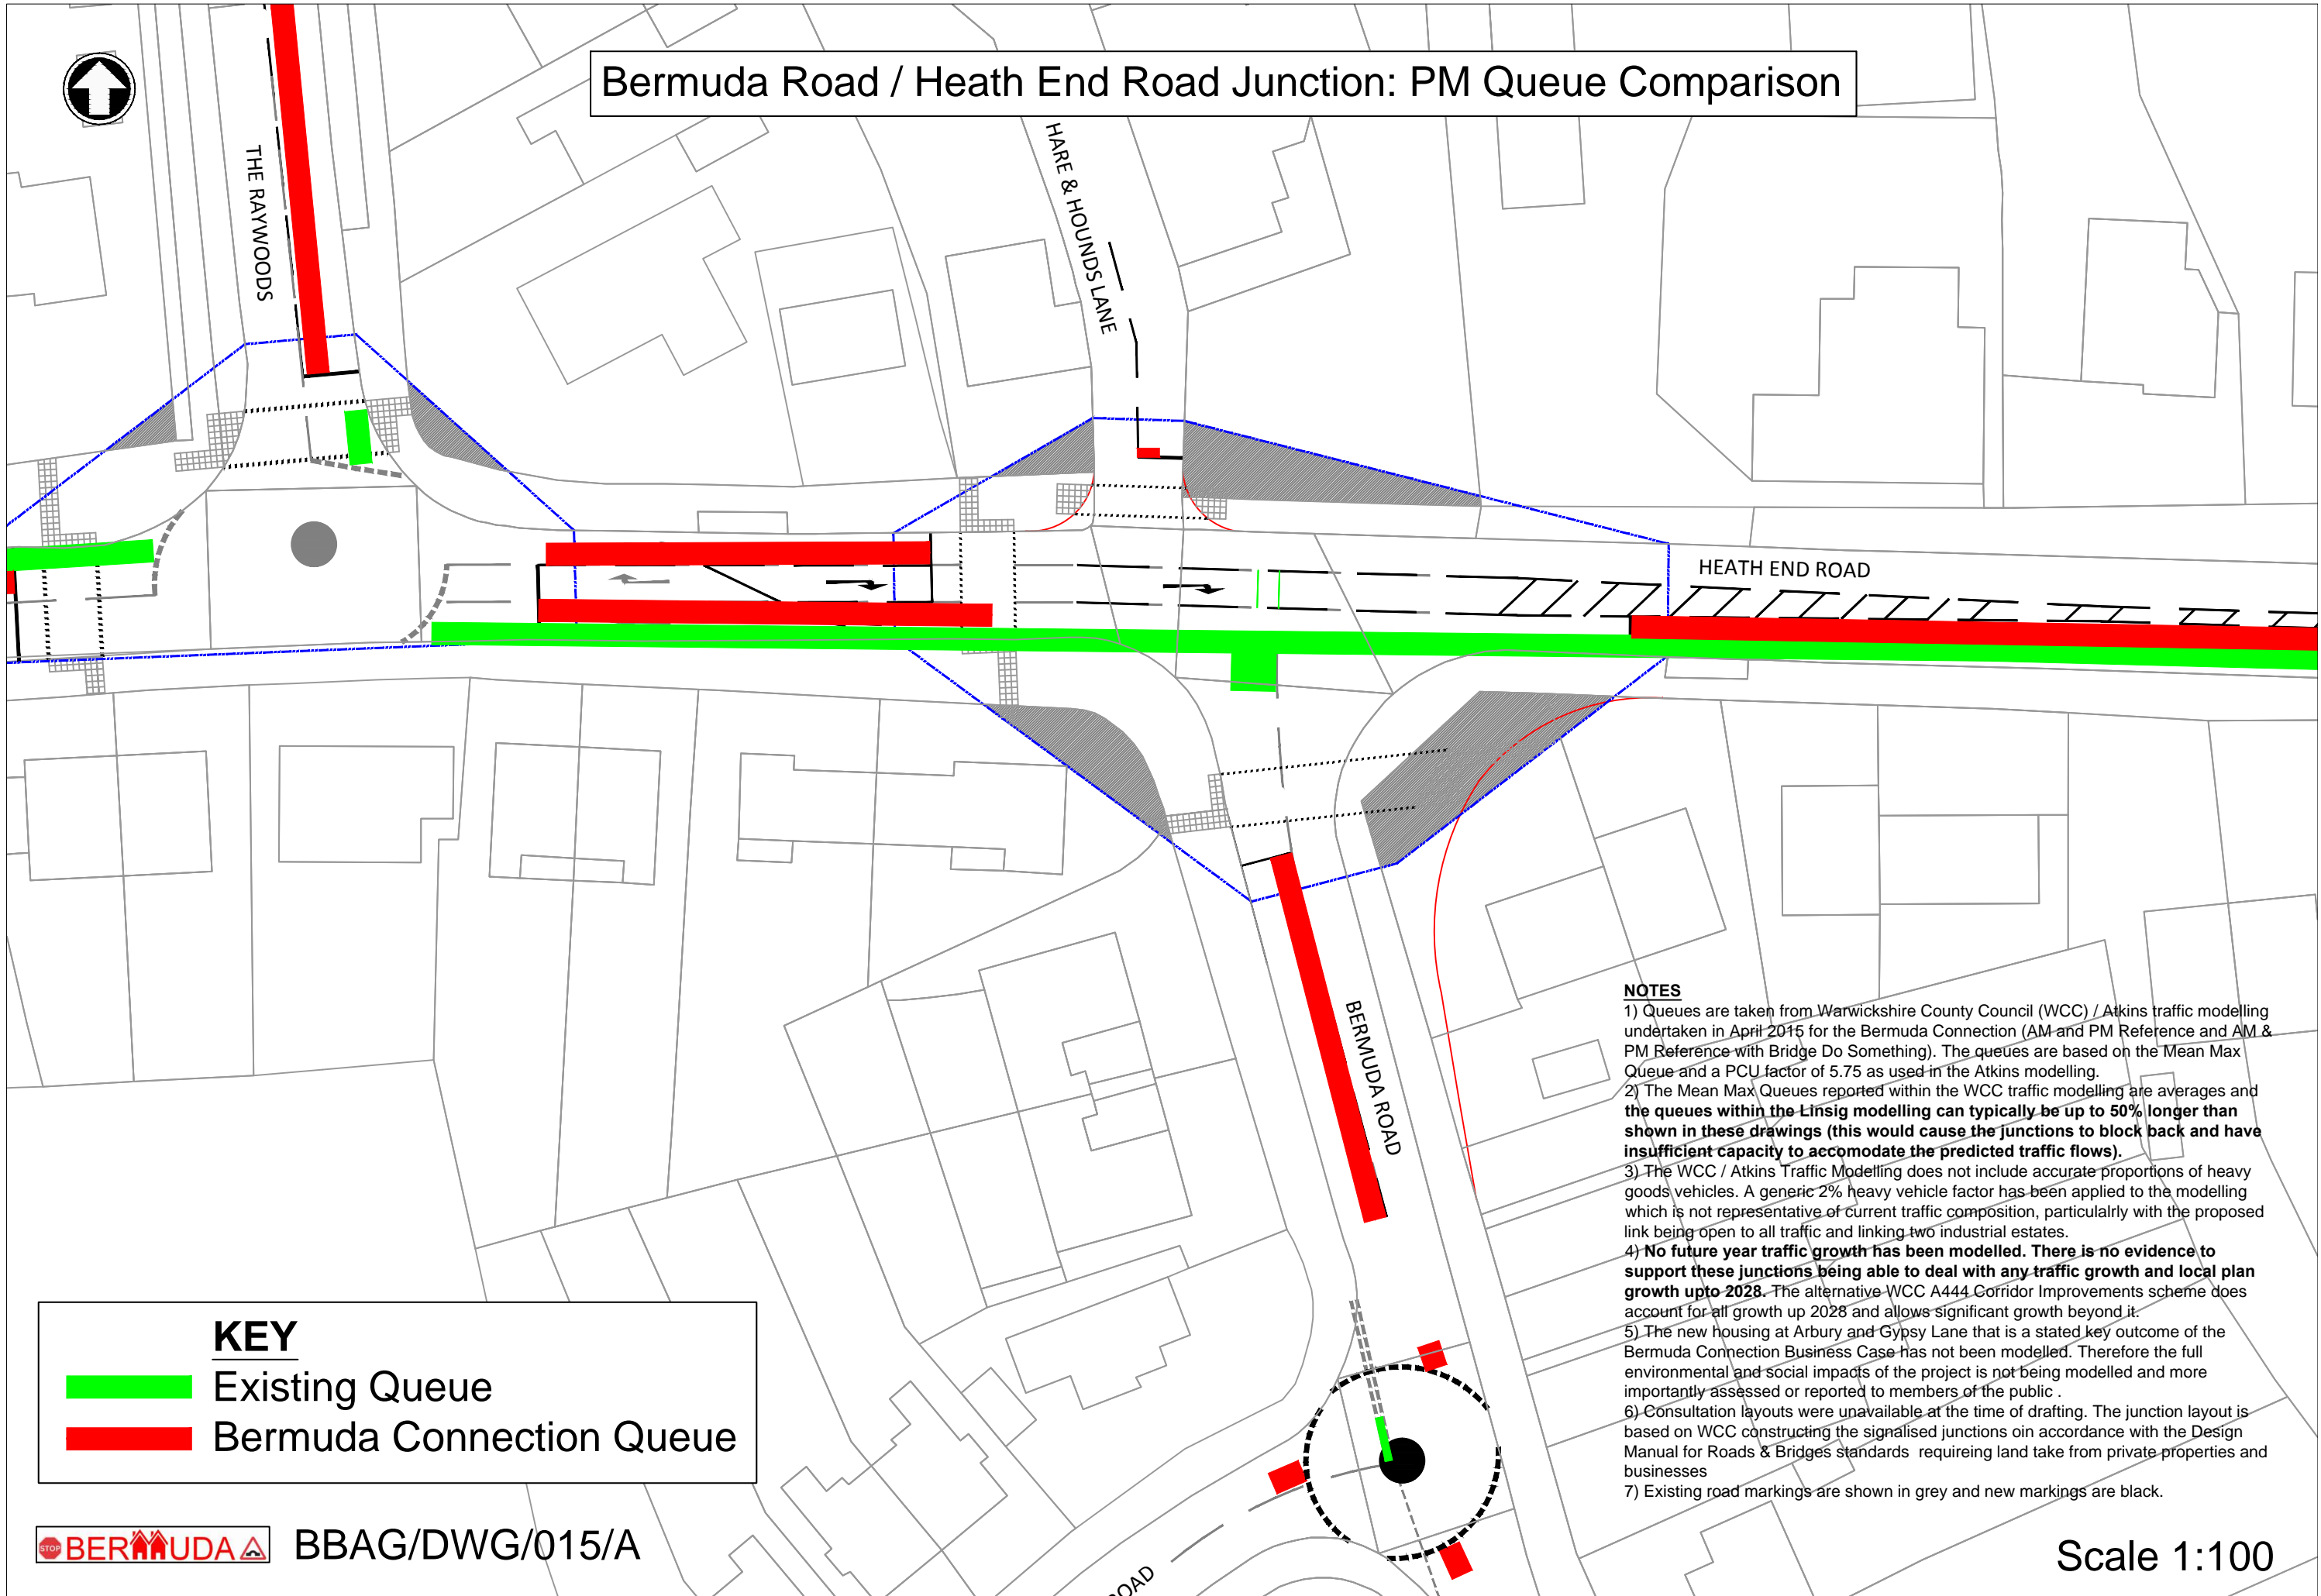 Bermuda Road / Heath End Road Junction: PM Queue Comparison
THE RAYWOODS
HARE & HOUNDS LANE
HEATH END ROAD
BERMUDA ROAD
NOTES
1) Queues are taken from Warwickshire County Council (WCC) / Atkins traffic modelling
undertaken in April 2015 for the Bermuda Connection (AM and PM Reference and AM &
PM Reference with Bridge Do Something). The queues are based on the Mean Max
Queue and a PCU factor of 5.75 as used in the Atkins modelling.
2) The Mean Max Queues reported within the WCC traffic modelling are averages and
the queues within the Linsig modelling can typically be up to 50% longer than
shown in these drawings (this would cause the junctions to block back and have
insufficient capacity to accomodate the predicted traffic flows).
3) The WCC / Atkins Traffic Modelling does not include accurate proportions of heavy
goods vehicles. A generic 2% heavy vehicle factor has been applied to the modelling
which is not representative of current traffic composition, particulalrly with the proposed
link being open to all traffic and linking two industrial estates.
4) No future year traffic growth has been modelled. There is no evidence to
support these junctions being able to deal with any traffic growth and local plan
growth upto 2028. The alternative WCC A444 Corridor Improvements scheme does
account for all growth up 2028 and allows significant growth beyond it.
5) The new housing at Arbury and Gypsy Lane that is a stated key outcome of the
Bermuda Connection Business Case has not been modelled. Therefore the full
environmental and social impacts of the project is not being modelled and more
importantly assessed or reported to members of the public .
6) Consultation layouts were unavailable at the time of drafting. The junction layout is
based on WCC constructing the signalised junctions oin accordance with the Design
Manual for Roads & Bridges standards requireing land take from private properties and
businesses
7) Existing road markings are shown in grey and new markings are black.
KEY
Existing Queue
Bermuda Connection Queue
STOP BERMUDA
BBAG/DWG/015/A
OAD
Scale 1:100